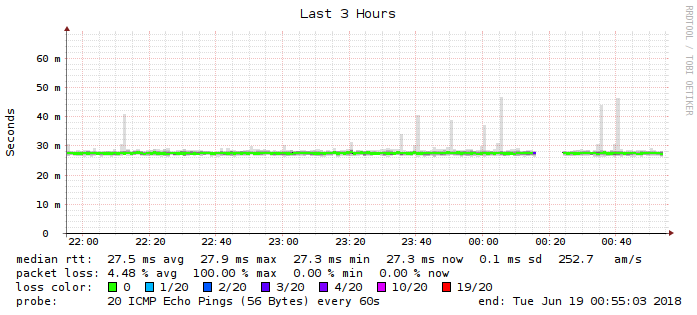 Last 3 Hours
RRDTOOL / TOBI OETIKER
Seconds
60 m
50 m
40 m
30 m
20 m
10 m
0
22:00 22:20 22:40 23:00 23:20 23:40 00:00 00:20 00:40
median rtt: 27.5 ms avg 27.9 ms max 27.3 ms min 27.3 ms now 0.1 ms sd 252.7 am/s
packet loss: 4.48 % avg 100.00 % max 0.00 % min 0.00 % now
loss color: 0 1/20 2/20 3/20 4/20 10/20 19/20
probe: 20 ICMP Echo Pings (56 Bytes) every 60s end: Tue Jun 19 00:55:03 2018